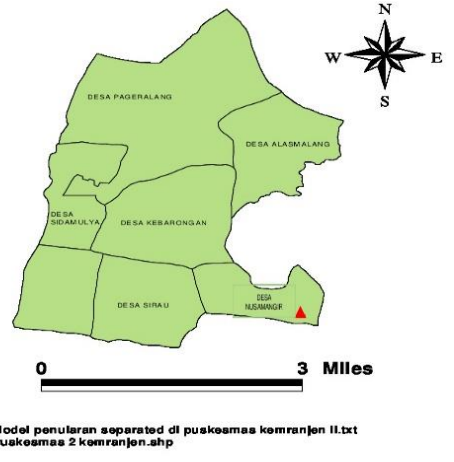 N
W E
S
DESA PAGERALANG
DESA ALASMALANG
DESA
SIDAMULYA
DESA KEBARONGAN
DESA SIRAU
DESA
NUSAMANGIR
0 3 Miles
odel penularan separated di puskesmas kemranjen II.txt
uskesmas 2 kemranjen.shp